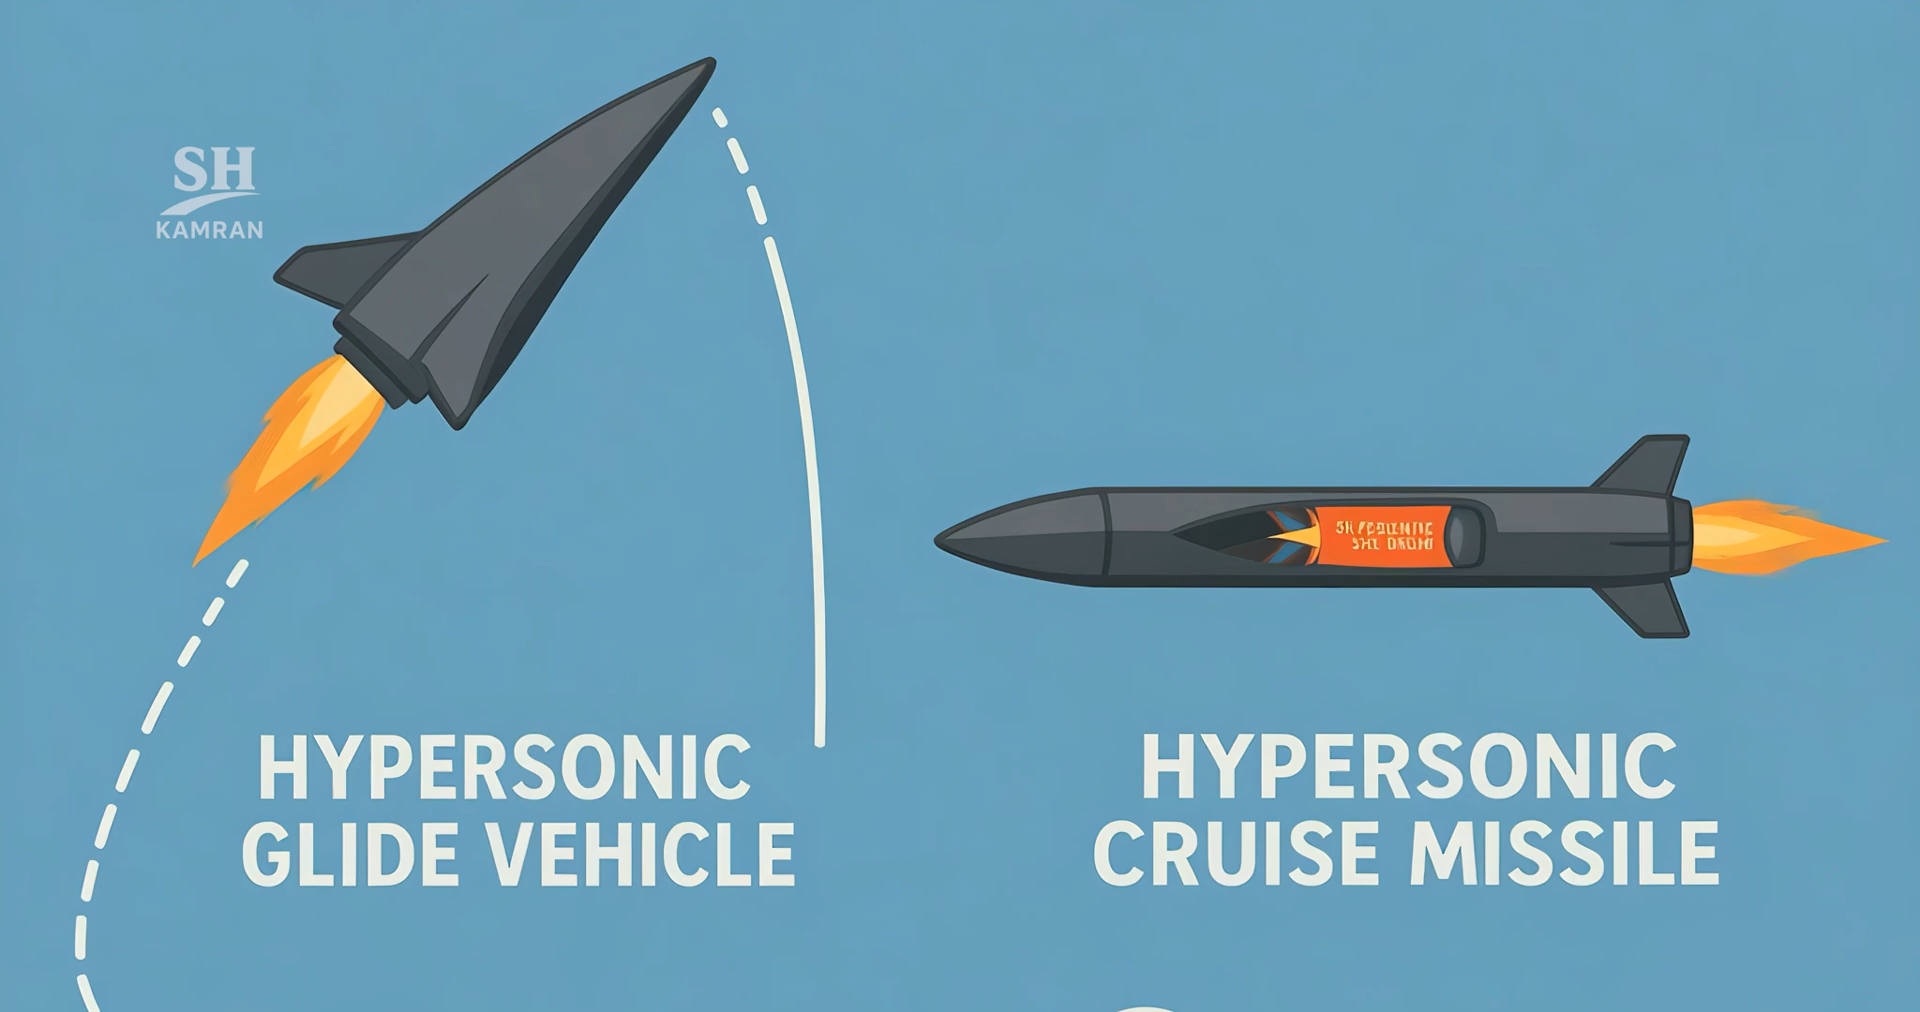 SH
KAMRAN
HYPERSONIC
GLIDE VEHICLE
HYPERSONIC
CRUISE MISSILE